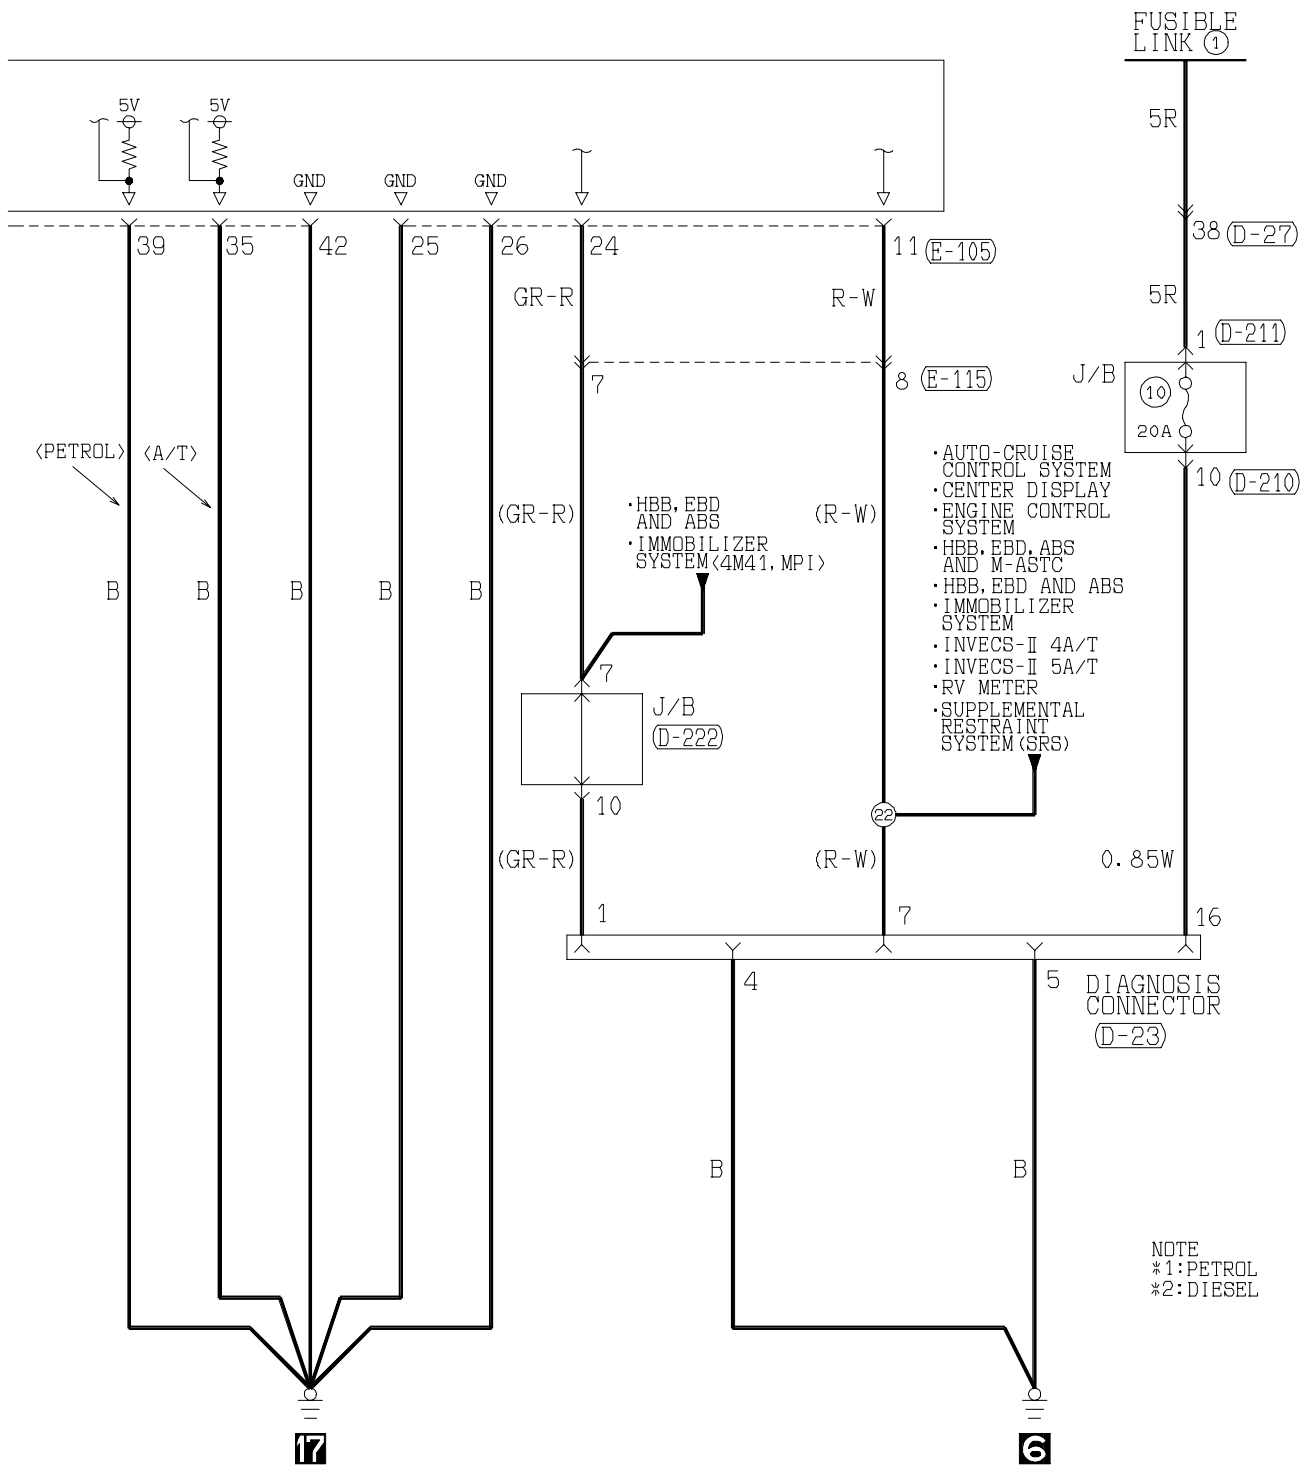 FUSIBLE
LINK ①
5V 5V
GND GND GND
5R
39 35 42 25 26 24 11 (E-105)
38 (D-27)
GR-R R-W 5R
1 (D-211)
7 8 (E-115)
J/B
⑩
20A
10 (D-210)
<PETROL> <A/T>
(GR-R) (R-W)
·HBB, EBD
AND ABS
·IMMOBILIZER
SYSTEM<4M41, MPI>
·AUTO-CRUISE
CONTROL SYSTEM
·CENTER DISPLAY
·ENGINE CONTROL
SYSTEM
·HBB, EBD, ABS
AND M-ASTC
·HBB, EBD AND ABS
·IMMOBILIZER
SYSTEM
·INVECS-Ⅱ 4A/T
·INVECS-Ⅱ 5A/T
·RV METER
·SUPPLEMENTAL
RESTRAINT
SYSTEM(SRS)
B B B B B
7
J/B
(D-222)
10
㉒
(GR-R) (R-W) 0.85W
1 7 16
4 5
DIAGNOSIS
CONNECTOR
(D-23)
B B
NOTE
*1:PETROL
*2:DIESEL
17 6